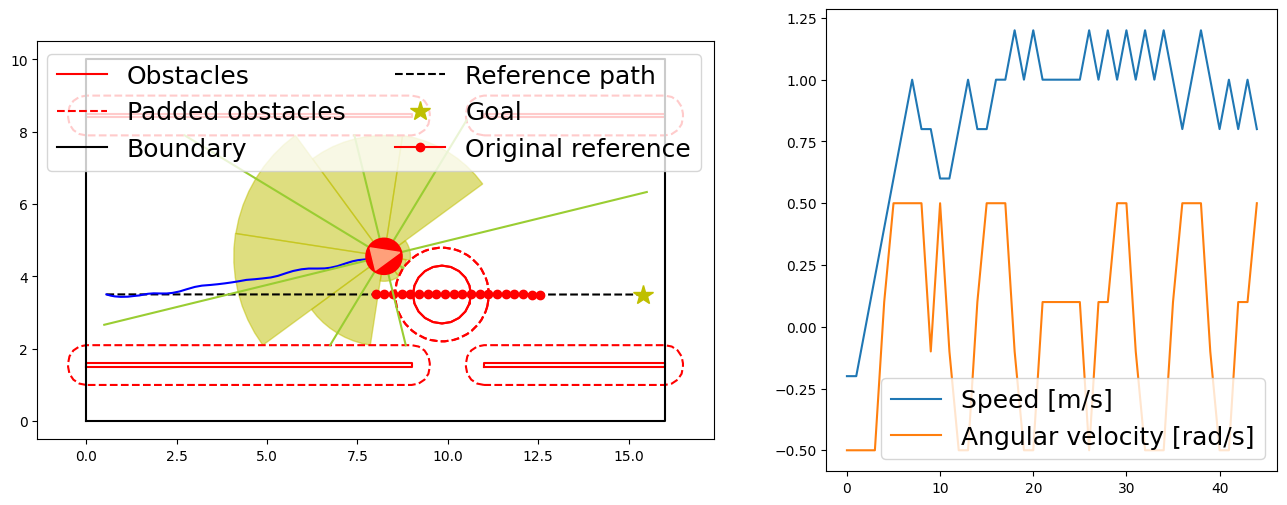 10
8
6
4
2
0
0.0 2.5 5.0 7.5 10.0 12.5 15.0
Obstacles
Padded obstacles
Boundary
Reference path
Goal
Original reference
1.25
1.00
0.75
0.50
0.25
0.00
−0.25
−0.50
0 10 20 30 40
Speed [m/s]
Angular velocity [rad/s]